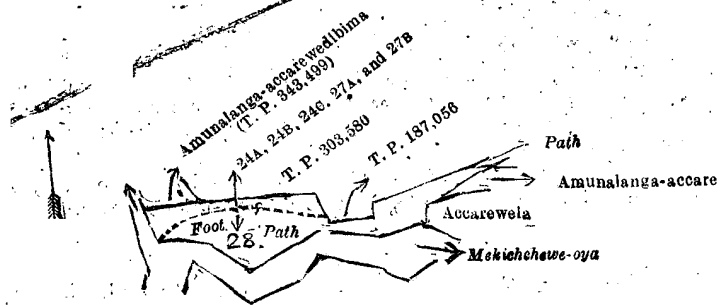 Amunalanga-accarewedibima
(T. P. 343,499)
24A, 24B, 24C, 27A, and 27B
T. P. 303,580
T. P. 187,056
Path
Amunalanga-accare
Accarewela
Foot Path
28
Mekichchewe-oya